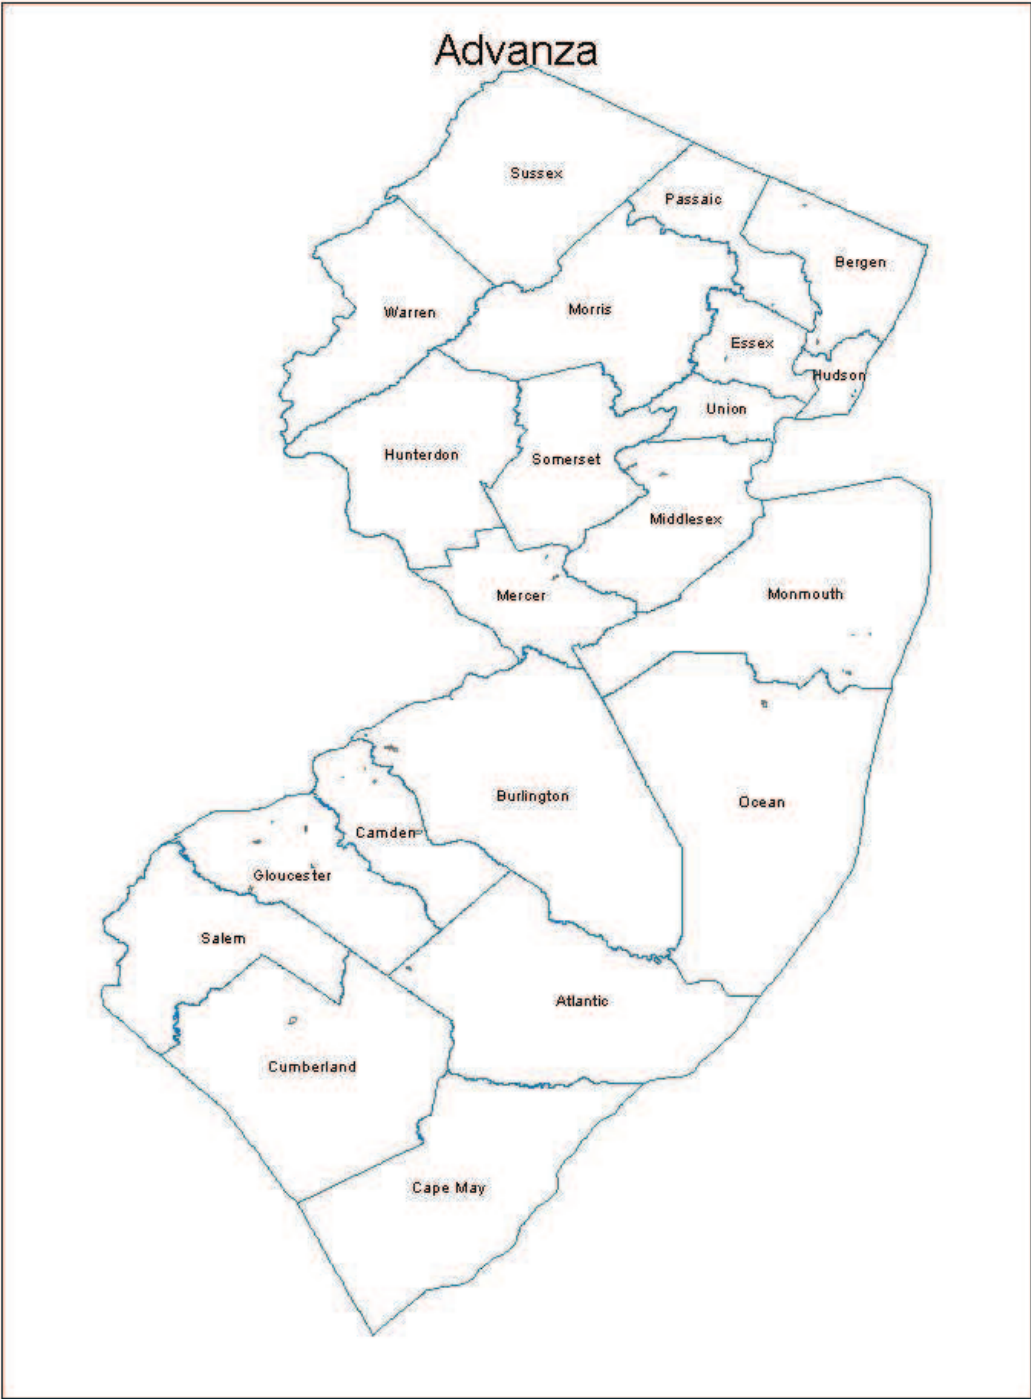 Advanza
Sussex
Passaic
Bergen
Warren
Morris
Essex
Hudson
Union
Hunterdon
Somerset
Middlesex
Mercer
Monmouth
Burlington
Ocean
Camden
Gloucester
Salem
Atlantic
Cumberland
Cape May